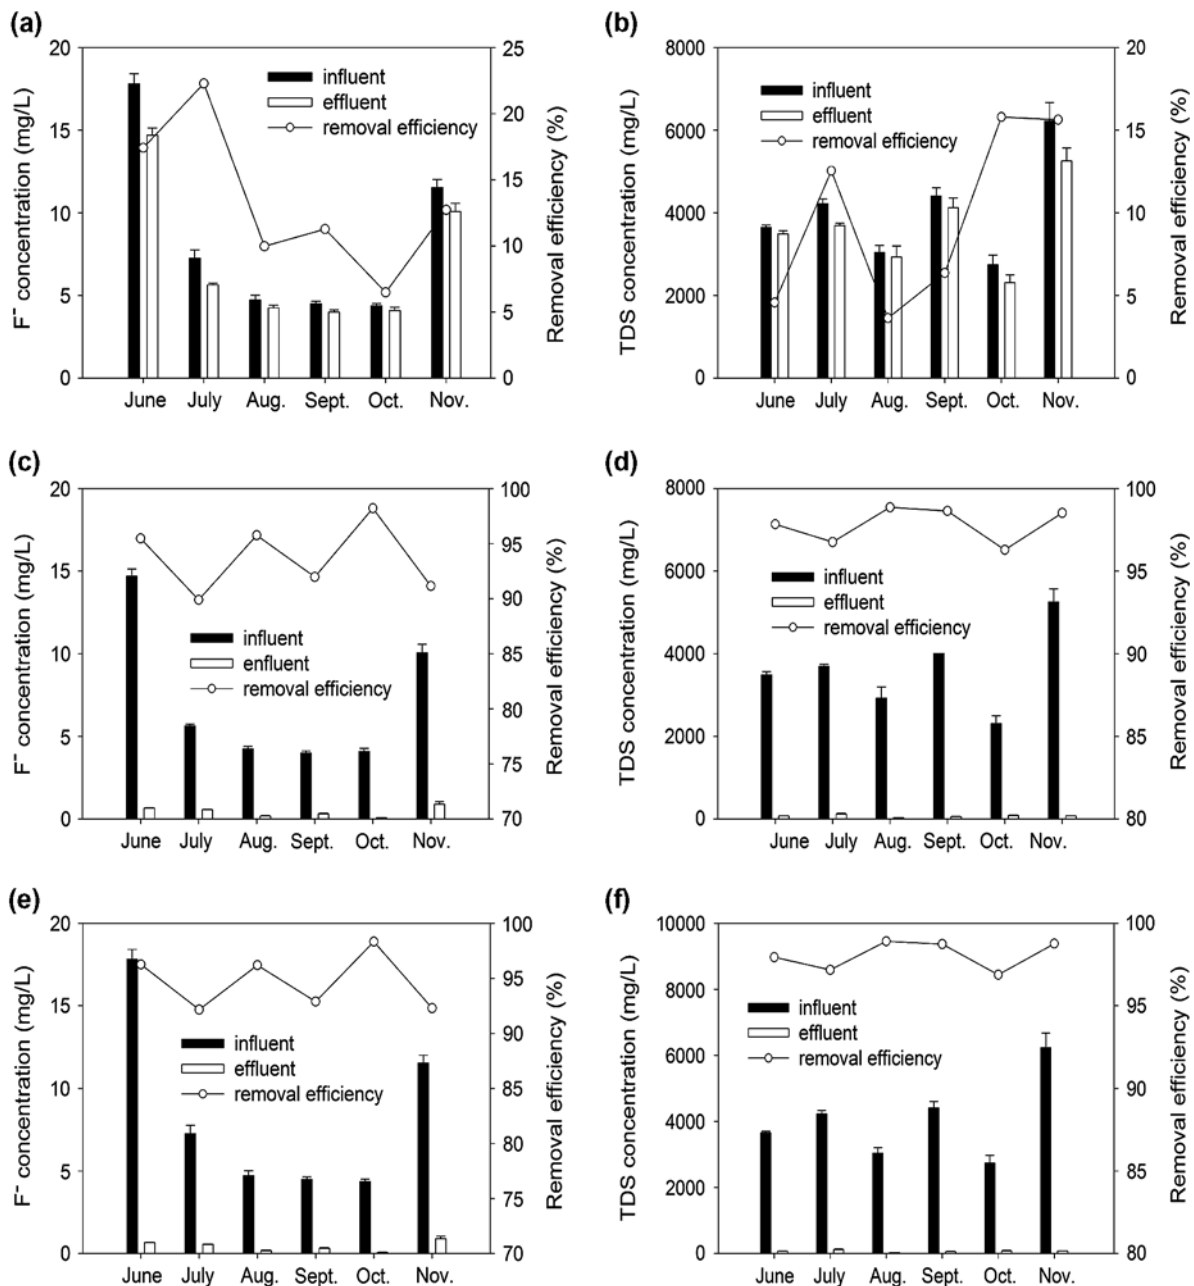 (a)
20
15
10
5
0
F⁻ concentration (mg/L)
influent
effluent
removal efficiency
25
20
15
10
5
0
Removal efficiency (%)
June July Aug. Sept. Oct. Nov.
(b)
8000
6000
4000
2000
0
TDS concentration (mg/L)
influent
effluent
removal efficiency
20
15
10
5
0
Removal efficiency (%)
June July Aug. Sept. Oct. Nov.
(c)
20
15
10
5
0
F⁻ concentration (mg/L)
influent
enfluent
removal efficiency
100
95
90
85
80
75
70
Removal efficiency (%)
June July Aug. Sept. Oct. Nov.
(d)
8000
6000
4000
2000
0
TDS concentration (mg/L)
influent
effluent
removal efficiency
100
95
90
85
80
Removal efficiency (%)
June July Aug. Sept. Oct. Nov.
(e)
20
15
10
5
0
F⁻ concentration (mg/L)
influent
effluent
removal efficiency
100
95
90
85
80
75
70
Removal efficiency (%)
June July Aug. Sept. Oct. Nov.
(f)
10000
8000
6000
4000
2000
0
TDS concentration (mg/L)
influent
effluent
removal efficiency
100
95
90
85
80
Removal efficiency (%)
June July Aug. Sept. Oct. Nov.